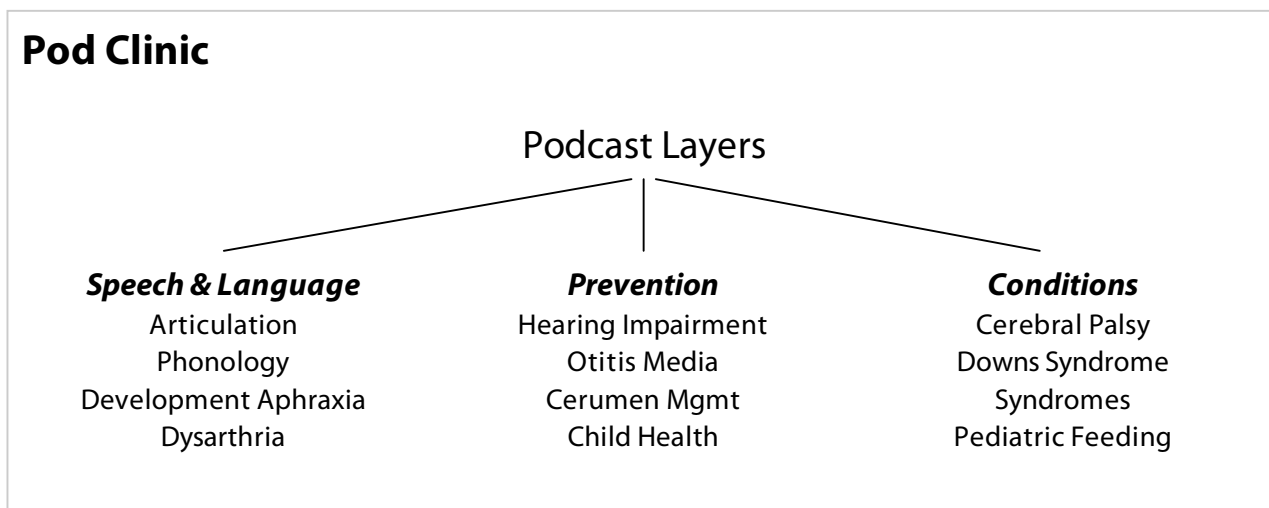 Pod Clinic
Podcast Layers
Speech & Language
Articulation
Phonology
Development Aphraxia
Dysarthria
Prevention
Hearing Impairment
Otitis Media
Cerumen Mgmt
Child Health
Conditions
Cerebral Palsy
Downs Syndrome
Syndromes
Pediatric Feeding